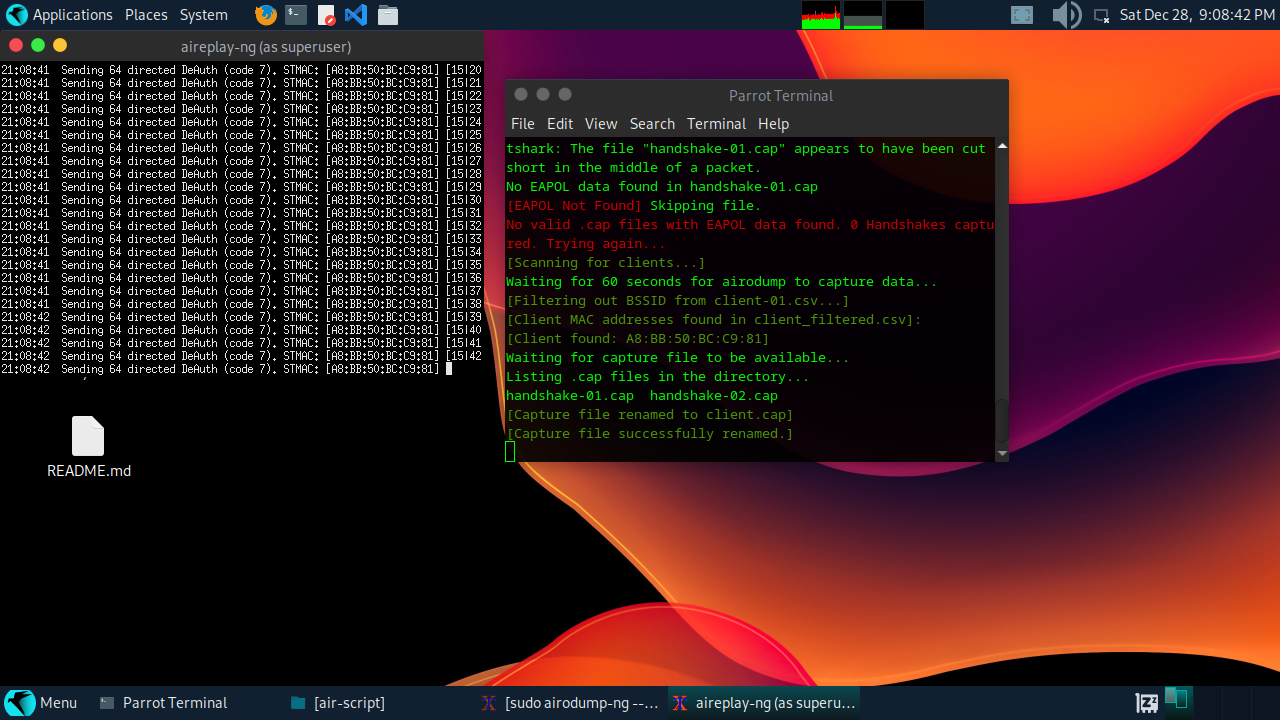 Applications Places System
Sat Dec 28, 9:08:42 PM
aireplay-ng (as superuser)
21:08:41 Sending 64 directed DeAuth (code 7). STMAC: [A8:BB:50:BC:C9:81] [15|20
21:08:41 Sending 64 directed DeAuth (code 7). STMAC: [A8:BB:50:BC:C9:81] [15|21
21:08:41 Sending 64 directed DeAuth (code 7). STMAC: [A8:BB:50:BC:C9:81] [15|22
21:08:41 Sending 64 directed DeAuth (code 7). STMAC: [A8:BB:50:BC:C9:81] [15|23
21:08:41 Sending 64 directed DeAuth (code 7). STMAC: [A8:BB:50:BC:C9:81] [15|24
21:08:41 Sending 64 directed DeAuth (code 7). STMAC: [A8:BB:50:BC:C9:81] [15|25
21:08:41 Sending 64 directed DeAuth (code 7). STMAC: [A8:BB:50:BC:C9:81] [15|26
21:08:41 Sending 64 directed DeAuth (code 7). STMAC: [A8:BB:50:BC:C9:81] [15|27
21:08:41 Sending 64 directed DeAuth (code 7). STMAC: [A8:BB:50:BC:C9:81] [15|28
21:08:41 Sending 64 directed DeAuth (code 7). STMAC: [A8:BB:50:BC:C9:81] [15|29
21:08:41 Sending 64 directed DeAuth (code 7). STMAC: [A8:BB:50:BC:C9:81] [15|30
21:08:41 Sending 64 directed DeAuth (code 7). STMAC: [A8:BB:50:BC:C9:81] [15|31
21:08:41 Sending 64 directed DeAuth (code 7). STMAC: [A8:BB:50:BC:C9:81] [15|32
21:08:41 Sending 64 directed DeAuth (code 7). STMAC: [A8:BB:50:BC:C9:81] [15|33
21:08:41 Sending 64 directed DeAuth (code 7). STMAC: [A8:BB:50:BC:C9:81] [15|34
21:08:41 Sending 64 directed DeAuth (code 7). STMAC: [A8:BB:50:BC:C9:81] [15|35
21:08:41 Sending 64 directed DeAuth (code 7). STMAC: [A8:BB:50:BC:C9:81] [15|36
21:08:41 Sending 64 directed DeAuth (code 7). STMAC: [A8:BB:50:BC:C9:81] [15|37
21:08:41 Sending 64 directed DeAuth (code 7). STMAC: [A8:BB:50:BC:C9:81] [15|38
21:08:42 Sending 64 directed DeAuth (code 7). STMAC: [A8:BB:50:BC:C9:81] [15|39
21:08:42 Sending 64 directed DeAuth (code 7). STMAC: [A8:BB:50:BC:C9:81] [15|40
21:08:42 Sending 64 directed DeAuth (code 7). STMAC: [A8:BB:50:BC:C9:81] [15|41
21:08:42 Sending 64 directed DeAuth (code 7). STMAC: [A8:BB:50:BC:C9:81] [15|42
21:08:42 Sending 64 directed DeAuth (code 7). STMAC: [A8:BB:50:BC:C9:81]
README.md
Parrot Terminal
File Edit View Search Terminal Help
tshark: The file "handshake-01.cap" appears to have been cut
short in the middle of a packet.
No EAPOL data found in handshake-01.cap
[EAPOL Not Found] Skipping file.
No valid .cap files with EAPOL data found. 0 Handshakes captu
red. Trying again...
[Scanning for clients...]
Waiting for 60 seconds for airodump to capture data...
[Filtering out BSSID from client-01.csv...]
[Client MAC addresses found in client_filtered.csv]:
[Client found: A8:BB:50:BC:C9:81]
Waiting for capture file to be available...
Listing .cap files in the directory...
handshake-01.cap handshake-02.cap
[Capture file renamed to client.cap]
[Capture file successfully renamed.]
Menu
Parrot Terminal
[air-script]
[sudo airodump-ng --...
aireplay-ng (as superu...